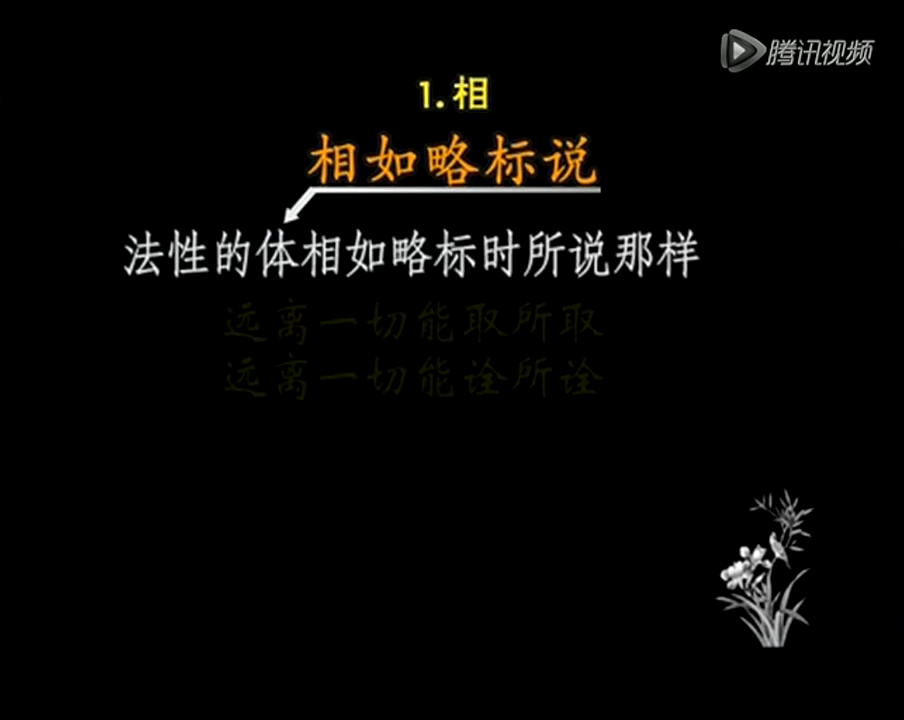 腾讯视频
1.相
相如略标说
法性的体相如略标时所说那样
远离一切能取所取
远离一切能诠所诠